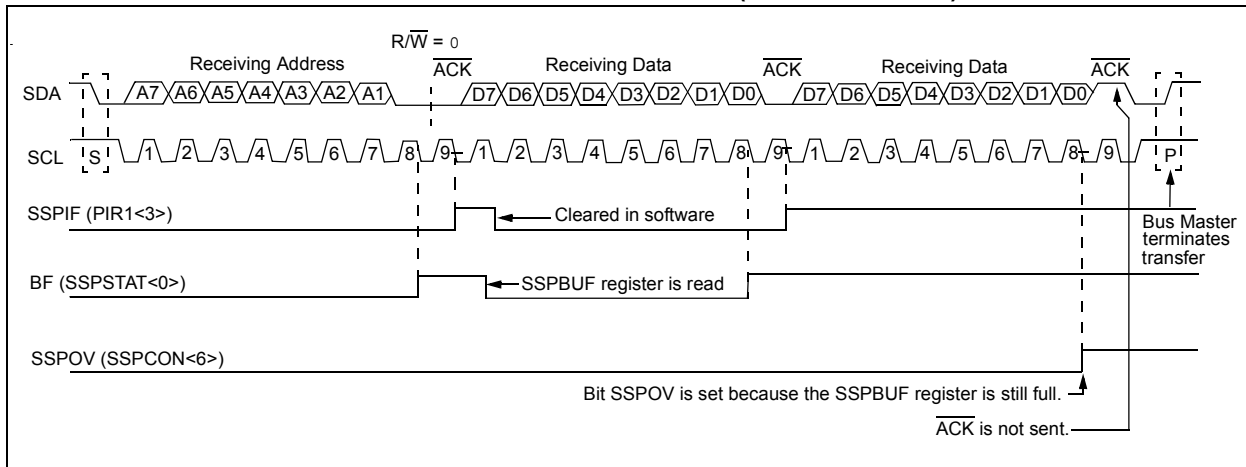 R/W = 0
Receiving Address ACK Receiving Data ACK Receiving Data ACK
SDA A7 A6 A5 A4 A3 A2 A1 D7 D6 D5 D4 D3 D2 D1 D0 D7 D6 D5 D4 D3 D2 D1 D0
SCL S 1 2 3 4 5 6 7 8 9 1 2 3 4 5 6 7 8 9 1 2 3 4 5 6 7 8 9 P
SSPIF (PIR1<3>) Cleared in software
Bus Master
terminates
transfer
BF (SSPSTAT<0>) SSPBUF register is read
SSPOV (SSPCON<6>)
Bit SSPOV is set because the SSPBUF register is still full.
ACK is not sent.